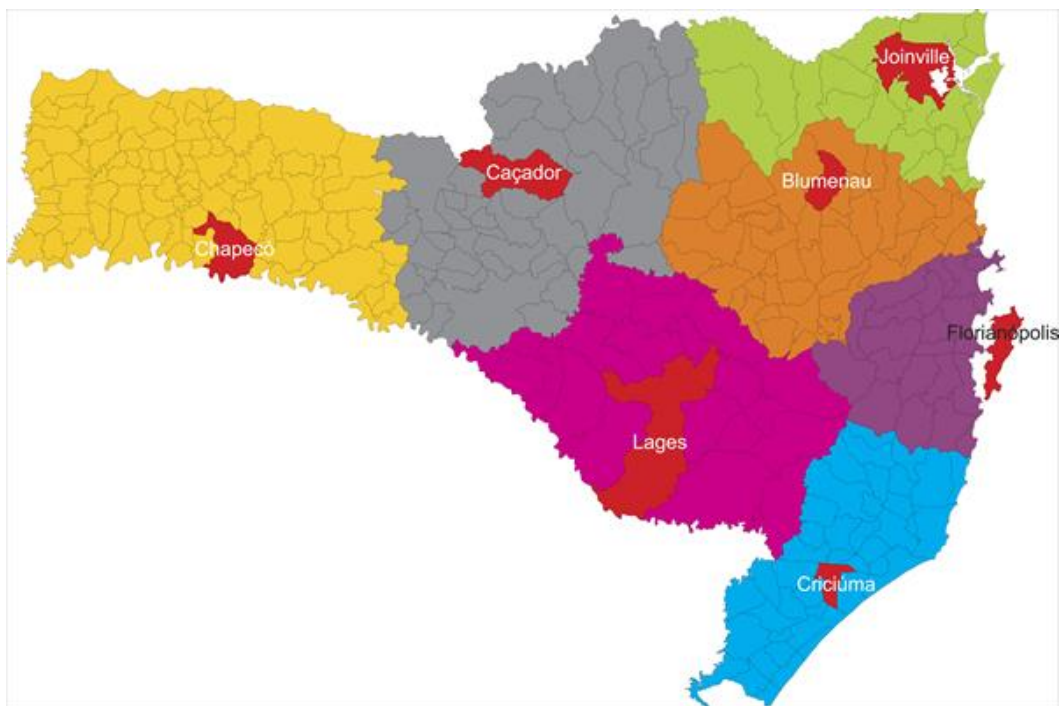 Joinville
Caçador
Blumenau
Chapecó
Florianópolis
Lages
Criciúma